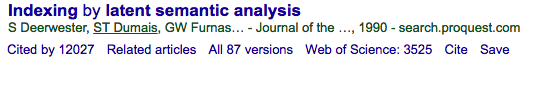 Indexing by latent semantic analysis
S Deerwester, ST Dumais, GW Furnas… - Journal of the …, 1990 - search.proquest.com
Cited by 12027 Related articles All 87 versions Web of Science: 3525 Cite Save